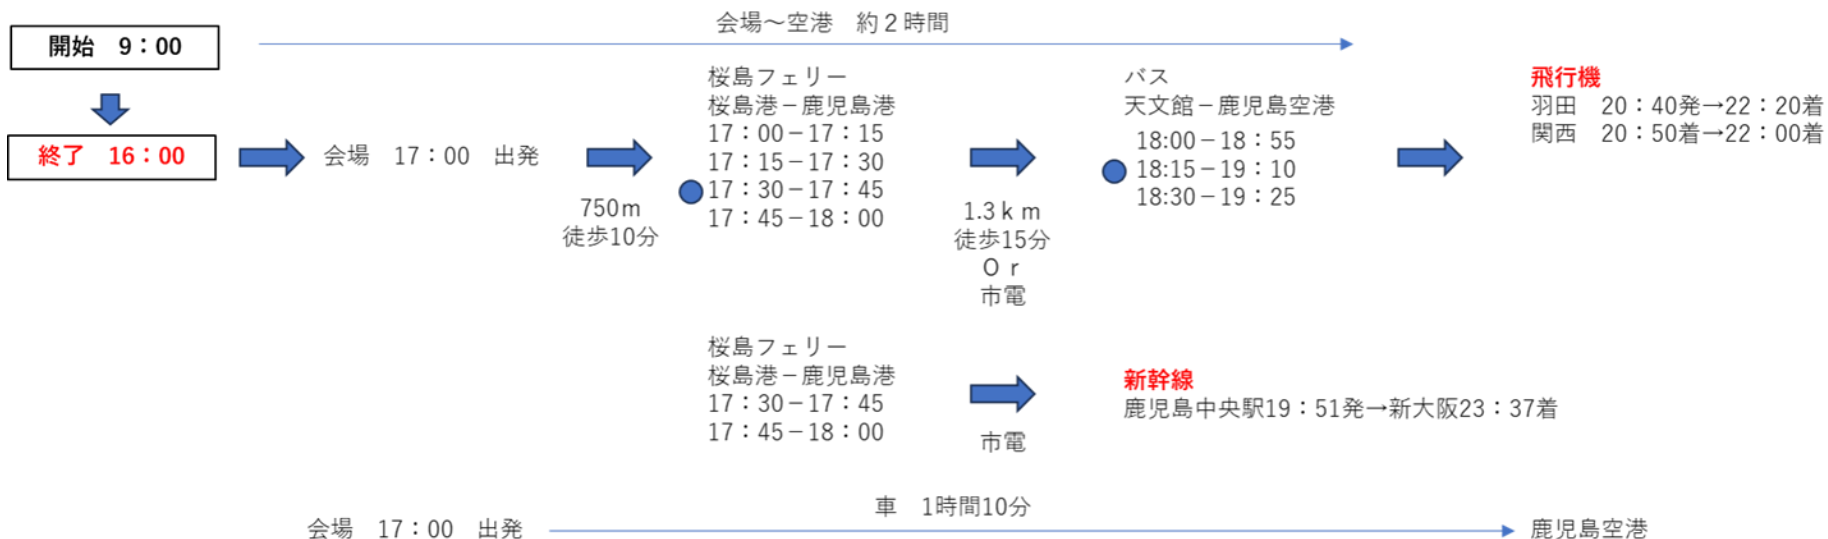 会場～空港　約２時間
開始　9：00
終了　16：00
会場　17：00　出発
750m
徒歩10分
桜島フェリー
桜島港－鹿児島港
17：00－17：15
17：15－17：30
17：30－17：45
17：45－18：00
1.3ｋｍ
徒歩15分
Ｏｒ
市電
バス
天文館－鹿児島空港
18:00－18：55
18:15－19：10
18:30－19：25
飛行機
羽田　20：40発→22：20着
関西　20：50着→22：00着
桜島フェリー
桜島港－鹿児島港
17：30－17：45
17：45－18：00
市電
新幹線
鹿児島中央駅19：51発→新大阪23：37着
車　1時間10分
会場　17：00　出発
鹿児島空港